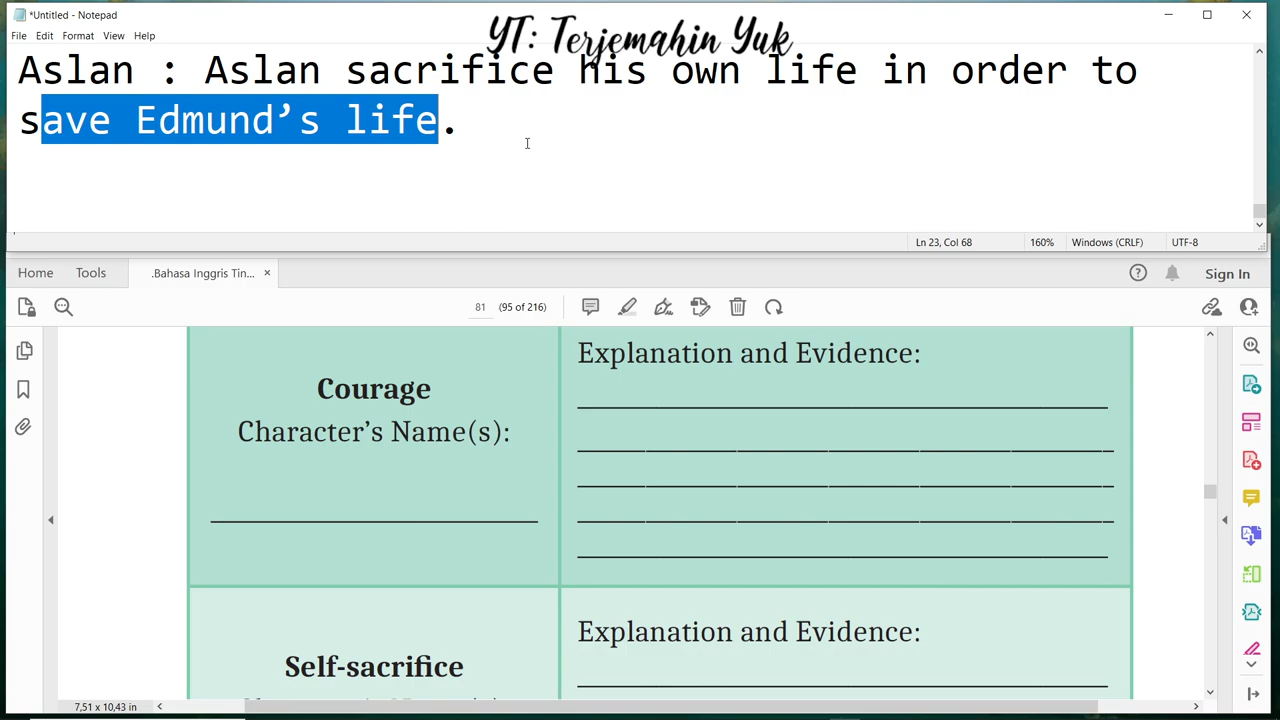 *Untitled - Notepad
YT: Terjemahin Yuk
File Edit Format View Help
Aslan : Aslan sacrifice his own life in order to
save Edmund’s life.
Ln 23, Col 68 160% Windows (CRLF) UTF-8
Home Tools .Bahasa Inggris Tin... × Sign In
81 (95 of 216)
Explanation and Evidence:
Courage
Character’s Name(s):
Explanation and Evidence:
Self-sacrifice
7,51 x 10,43 in